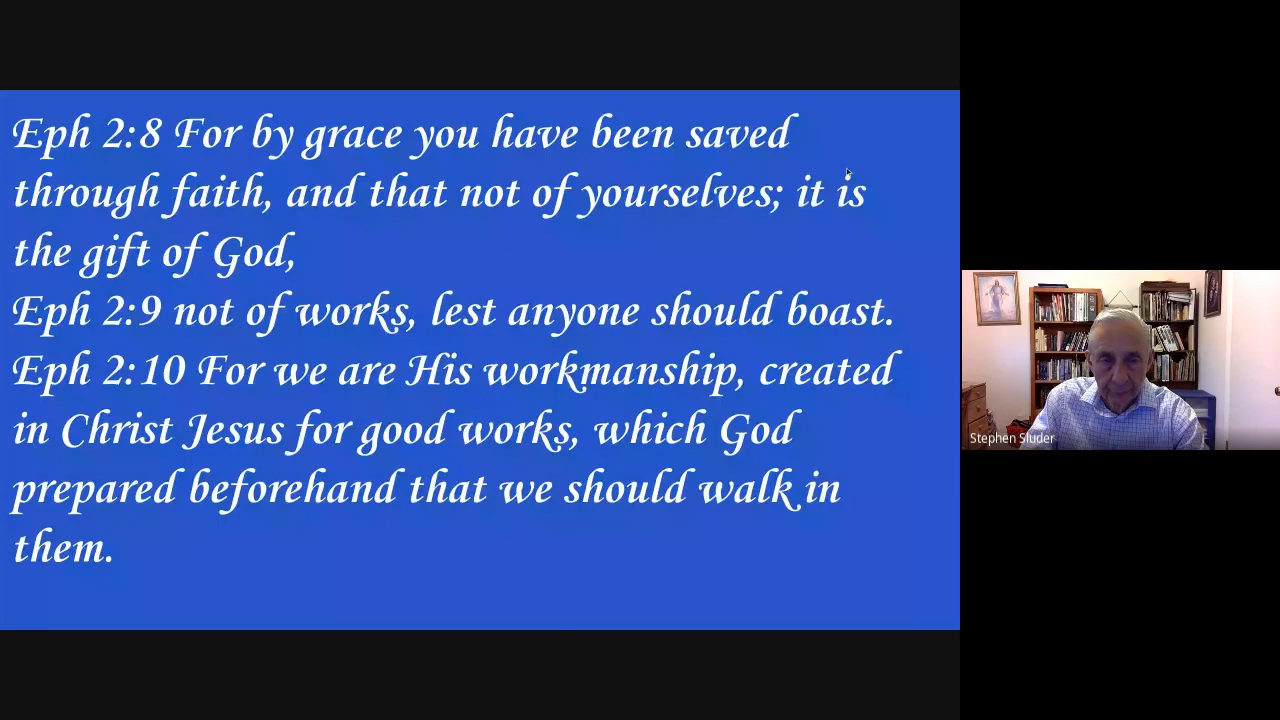 Eph 2:8 For by grace you have been saved
through faith, and that not of yourselves; it is
the gift of God,
Eph 2:9 not of works, lest anyone should boast.
Eph 2:10 For we are His workmanship, created
in Christ Jesus for good works, which God
prepared beforehand that we should walk in
them.
Stephen Sluder